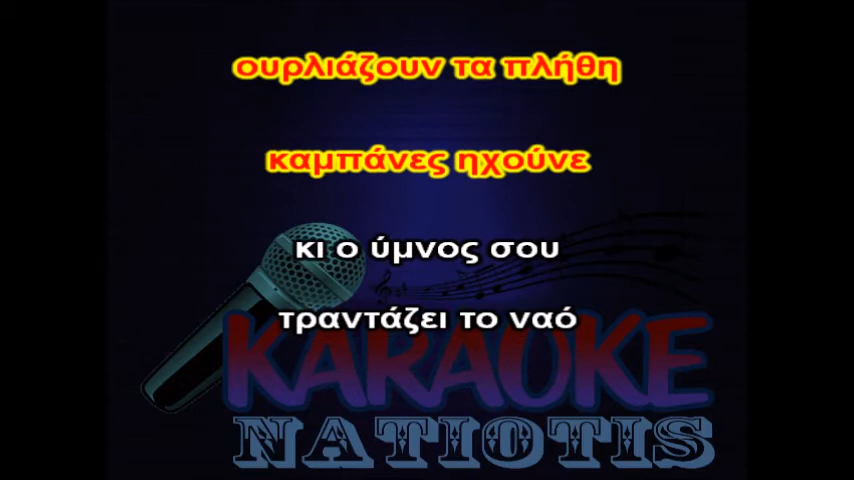 ουρλιάζουν τα πλήθη
καμπάνες ηχούνε
κι ο ύμνος σου
τραντάζει το ναό
KARAOKE
NATIOTIS